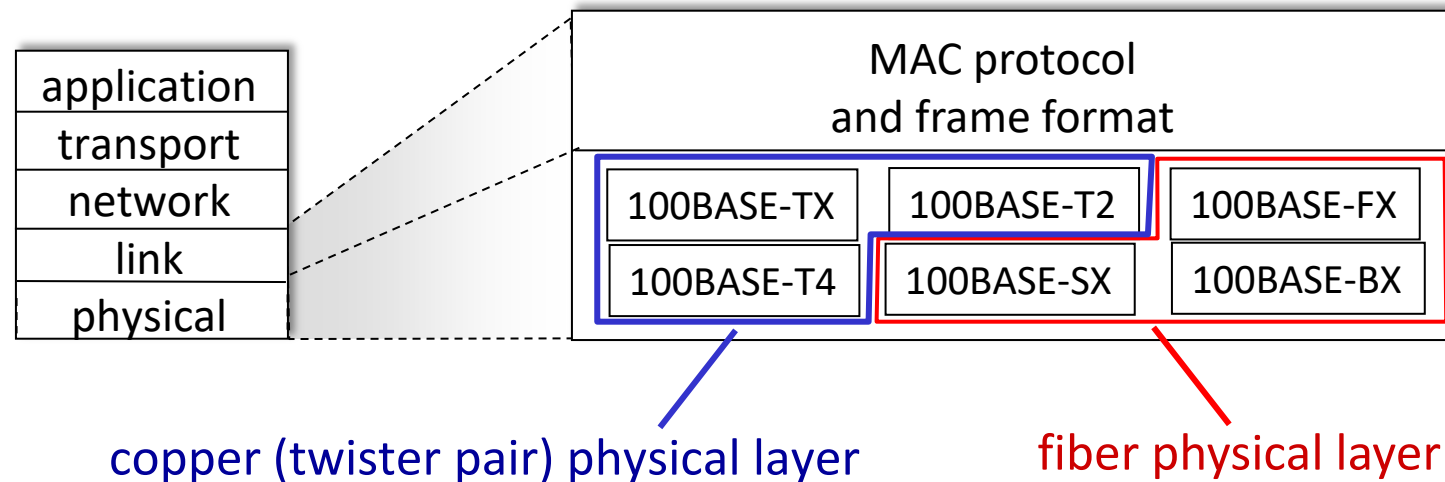 application
transport
network
link
physical
MAC protocol
and frame format
100BASE-TX
100BASE-T2
100BASE-FX
100BASE-T4
100BASE-SX
100BASE-BX
copper (twister pair) physical layer
fiber physical layer